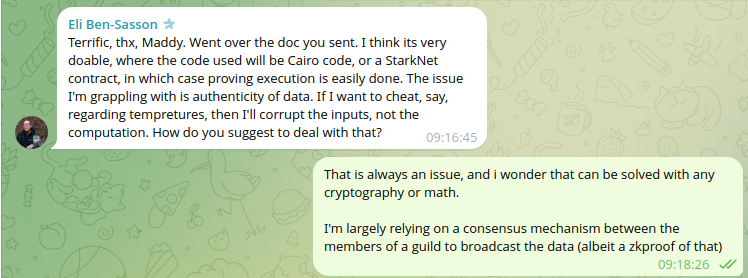 Eli Ben-Sasson
Terrific, thx, Maddy. Went over the doc you sent. I think its very
doable, where the code used will be Cairo code, or a StarkNet
contract, in which case proving execution is easily done. The issue
I'm grappling with is authenticity of data. If I want to cheat, say,
regarding tempretures, then I'll corrupt the inputs, not the
computation. How do you suggest to deal with that?
09:16:45
That is always an issue, and i wonder that can be solved with any
cryptography or math.
I'm largely relying on a consensus mechanism between the
members of a guild to broadcast the data (albeit a zkproof of that)
09:18:26